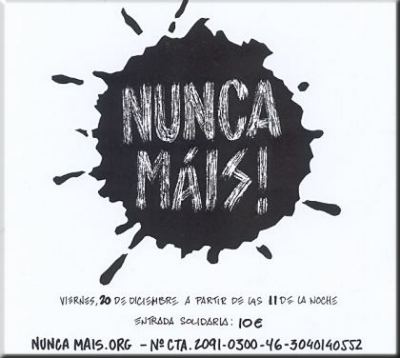 NUNCA
MÁIS!
VIERNES, 20 DE DICIEMBRE A PARTIR DE LAS 11 DE LA NOCHE
ENTRADA SOLIDARIA: 10€
NUNCA MAIS.ORG - Nº CTA. 2091-0300-46-3040140552